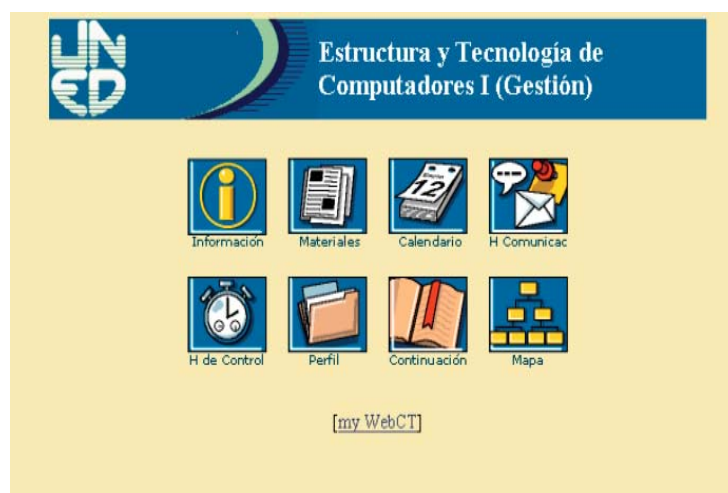 UNED
Estructura y Tecnología de
Computadores I (Gestión)
12
Información
Materiales
Calendario
H Comunicac
H de Control
Perfil
Continuación
Mapa
[my WebCT]